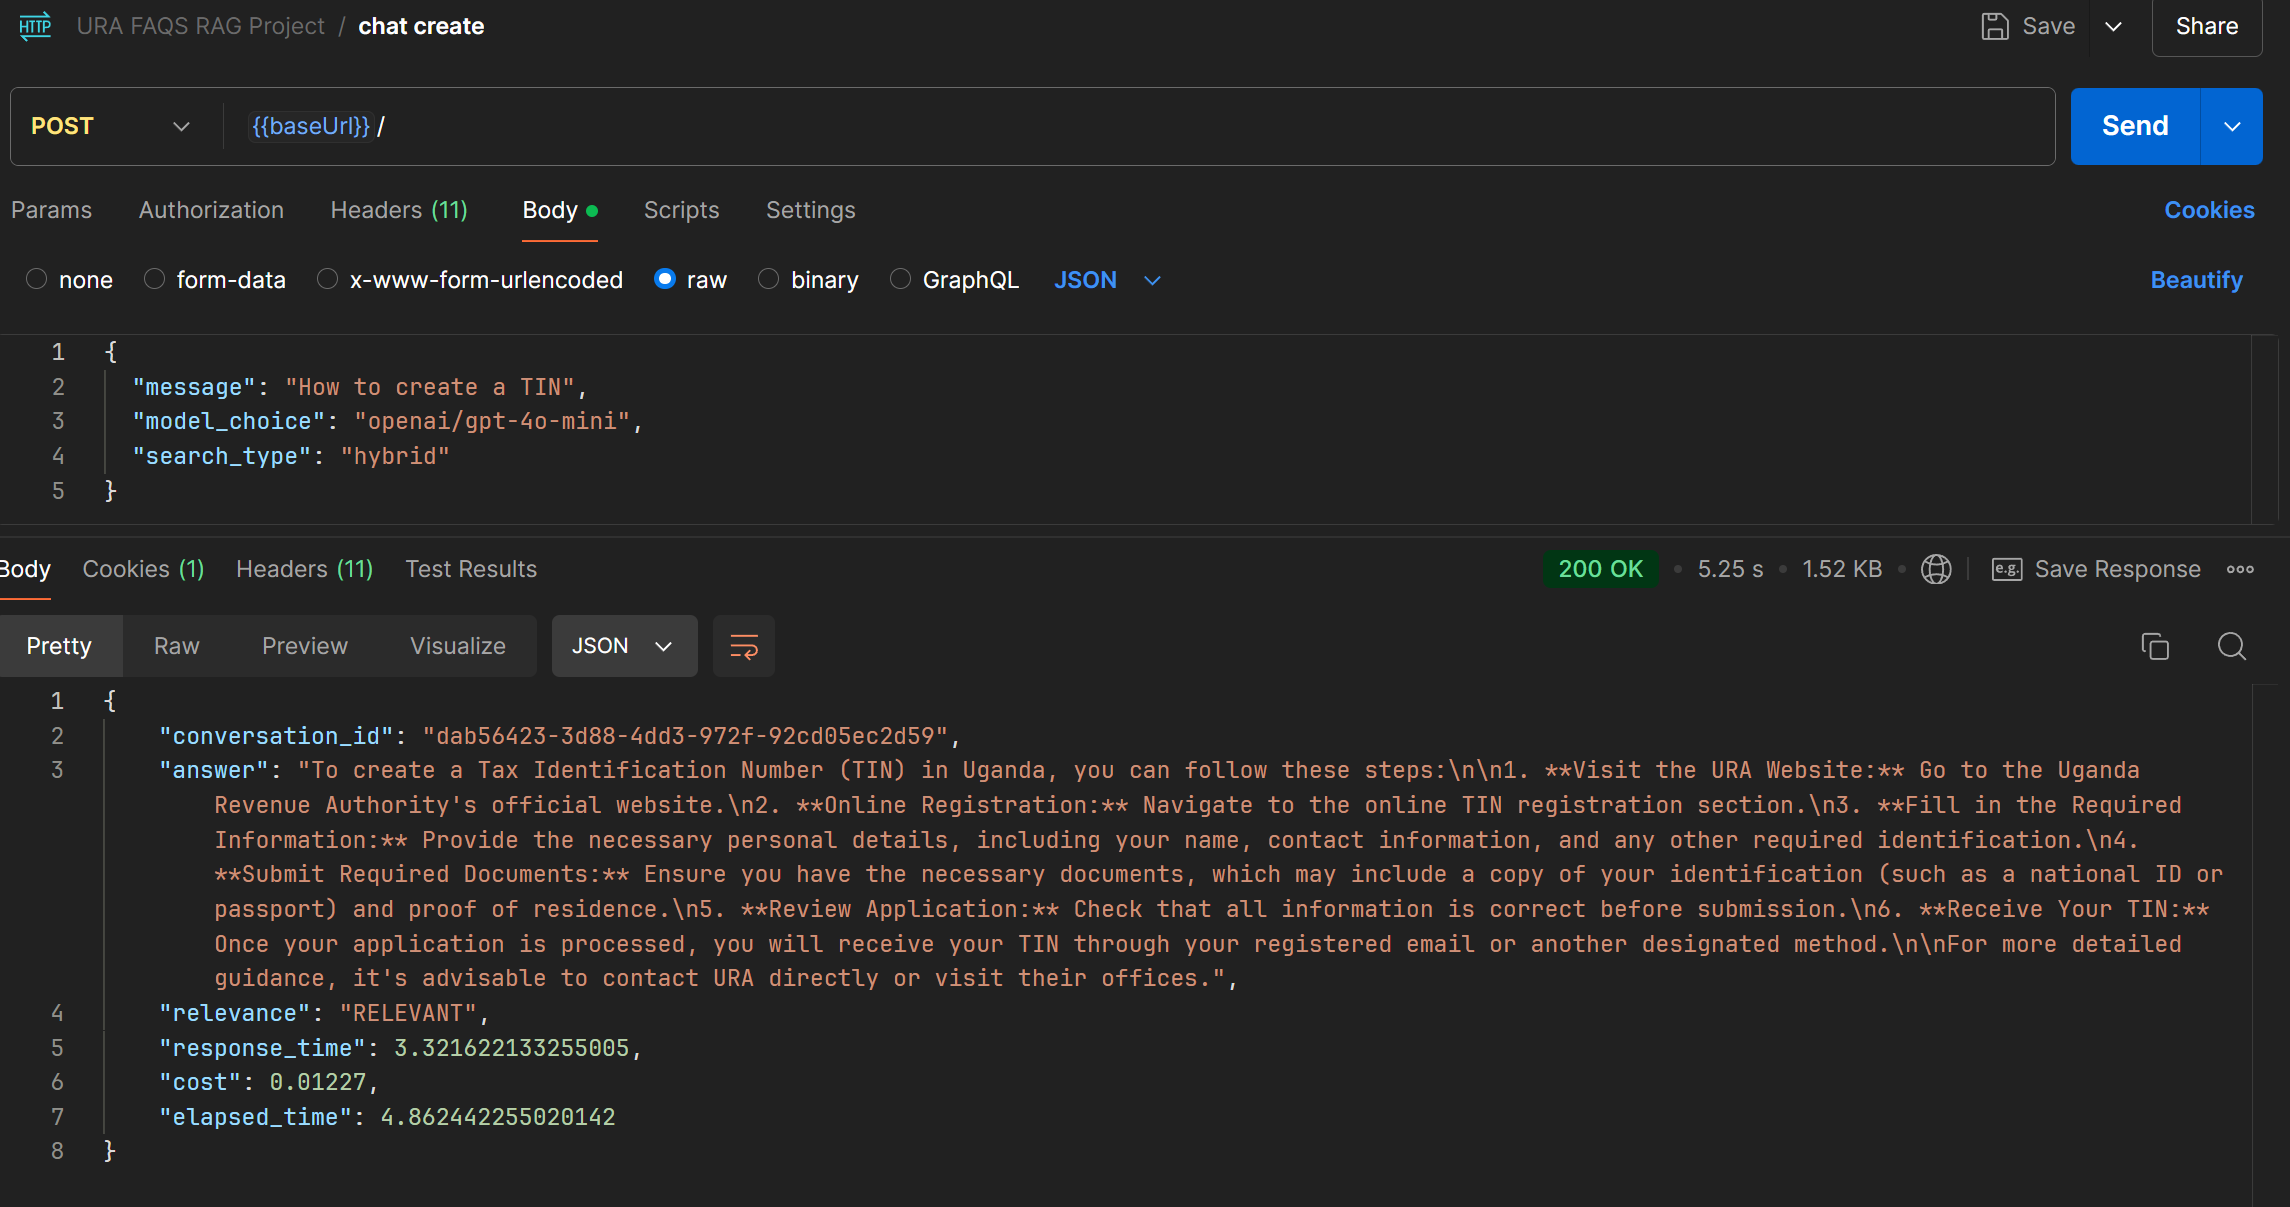 HTTP URA FAQS RAG Project / chat create Save Share
POST {{baseUrl}} / Send
Params Authorization Headers (11) Body Scripts Settings Cookies
none form-data x-www-form-urlencoded raw binary GraphQL JSON Beautify
1 {
2 "message": "How to create a TIN",
3 "model_choice": "openai/gpt-4o-mini",
4 "search_type": "hybrid"
5 }
Body Cookies (1) Headers (11) Test Results 200 OK • 5.25 s • 1.52 KB • e.g. Save Response
Pretty Raw Preview Visualize JSON
1 {
2 "conversation_id": "dab56423-3d88-4dd3-972f-92cd05ec2d59",
3 "answer": "To create a Tax Identification Number (TIN) in Uganda, you can follow these steps:\n\n1. **Visit the URA Website:** Go to the Uganda
Revenue Authority's official website.\n2. **Online Registration:** Navigate to the online TIN registration section.\n3. **Fill in the Required
Information:** Provide the necessary personal details, including your name, contact information, and any other required identification.\n4.
**Submit Required Documents:** Ensure you have the necessary documents, which may include a copy of your identification (such as a national ID or
passport) and proof of residence.\n5. **Review Application:** Check that all information is correct before submission.\n6. **Receive Your TIN:**
Once your application is processed, you will receive your TIN through your registered email or another designated method.\n\nFor more detailed
guidance, it's advisable to contact URA directly or visit their offices.",
4 "relevance": "RELEVANT",
5 "response_time": 3.321622133255005,
6 "cost": 0.01227,
7 "elapsed_time": 4.862442255020142
8 }